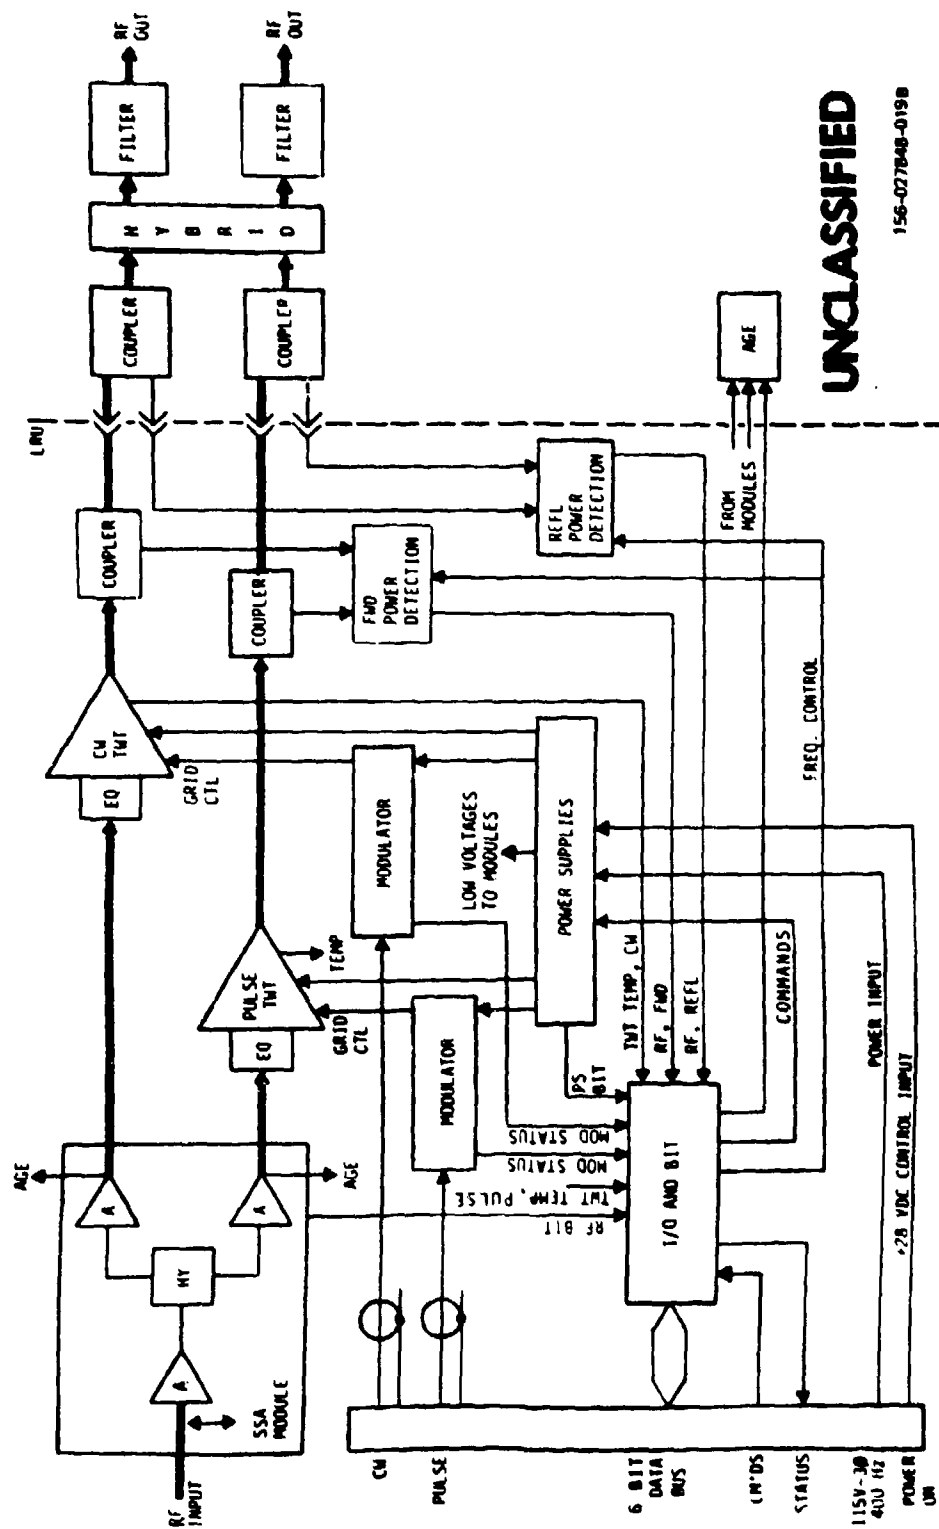 RF
OUT
RF
OUT
FILTER
FILTER
H Y B R I D
COUPLER
COUPLER
UNCLASSIFIED
156-027848-019B
LRU
AGE
FROM
MODULES
COUPLER
REFL
POWER
DETECTION
COUPLER
FWD
POWER
DETECTION
CW
TWT
EQ
GRID
CTL
MODULATOR
LOW VOLTAGES
TO MODULES
POWER SUPPLIES
FREQ. CONTROL
PULSE
TWT
TEMP
EQ
GRID
CTL
MODULATOR
PS
BIT
TWT TEMP, CW
RF, FWD
RF, REFL
COMMANDS
POWER INPUT
+28 VDC CONTROL INPUT
MOD STATUS
MOD STATUS
TWT TEMP, PULSE
RF BIT
I/O AND BIT
AGE
A
A
AGE
HY
A
SSA
MODULE
RF
INPUT
CW
PULSE
6 BIT
DATA
BUS
CM'DS
STATUS
115V-30
400 HZ
POWER
ON